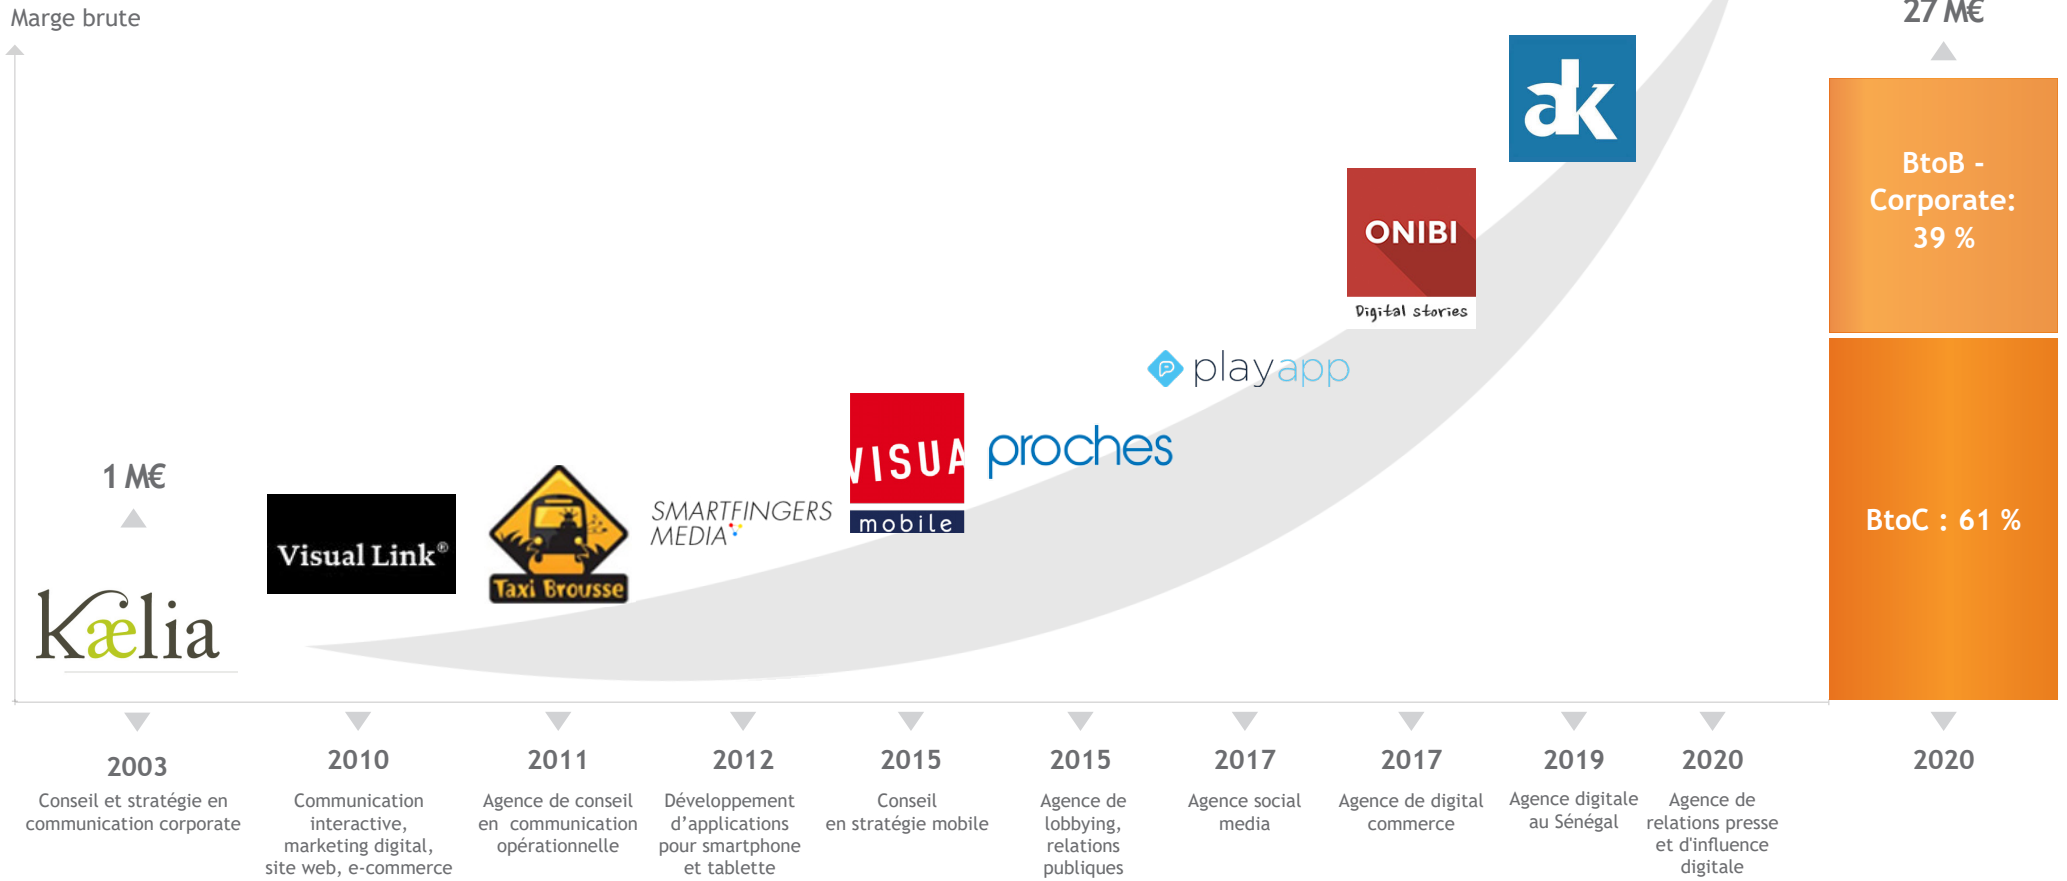 Marge brute
27 M€
ak
BtoB -
Corporate:
39 %
ONIBI
Digital stories
playapp
VISUA
mobile
proches
1 M€
SMARTFINGERS
MEDIA
Visual Link®
Taxi Brousse
BtoC : 61 %
Kælia
2003
Conseil et stratégie en
communication corporate
2010
Communication
interactive,
marketing digital,
site web, e-commerce
2011
Agence de conseil
en communication
opérationnelle
2012
Développement
d’applications
pour smartphone
et tablette
2015
Conseil
en stratégie mobile
2015
Agence de
lobbying,
relations
publiques
2017
Agence social
media
2017
Agence de digital
commerce
2019
Agence digitale
au Sénégal
2020
Agence de
relations presse
et d'influence
digitale
2020